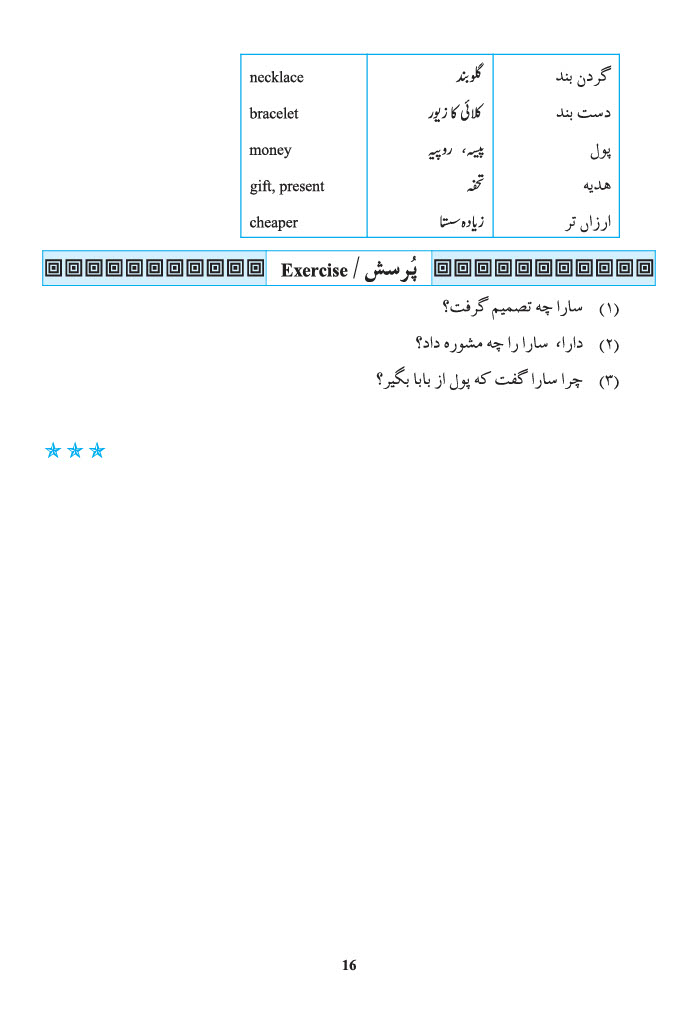 گردن بند گلوبند necklace
دست بند کلائی کا زیور bracelet
پول پیسہ، روپیہ money
هدیه تحفہ gift, present
ارزاں تر زیادہ سستا cheaper
پُرسش / Exercise
(۱) سارا چه تصمیم گرفت؟
(۲) دارا، سارا را چه مشوره داد؟
(۳) چرا سارا گفت که پول از بابا بگیر؟
16